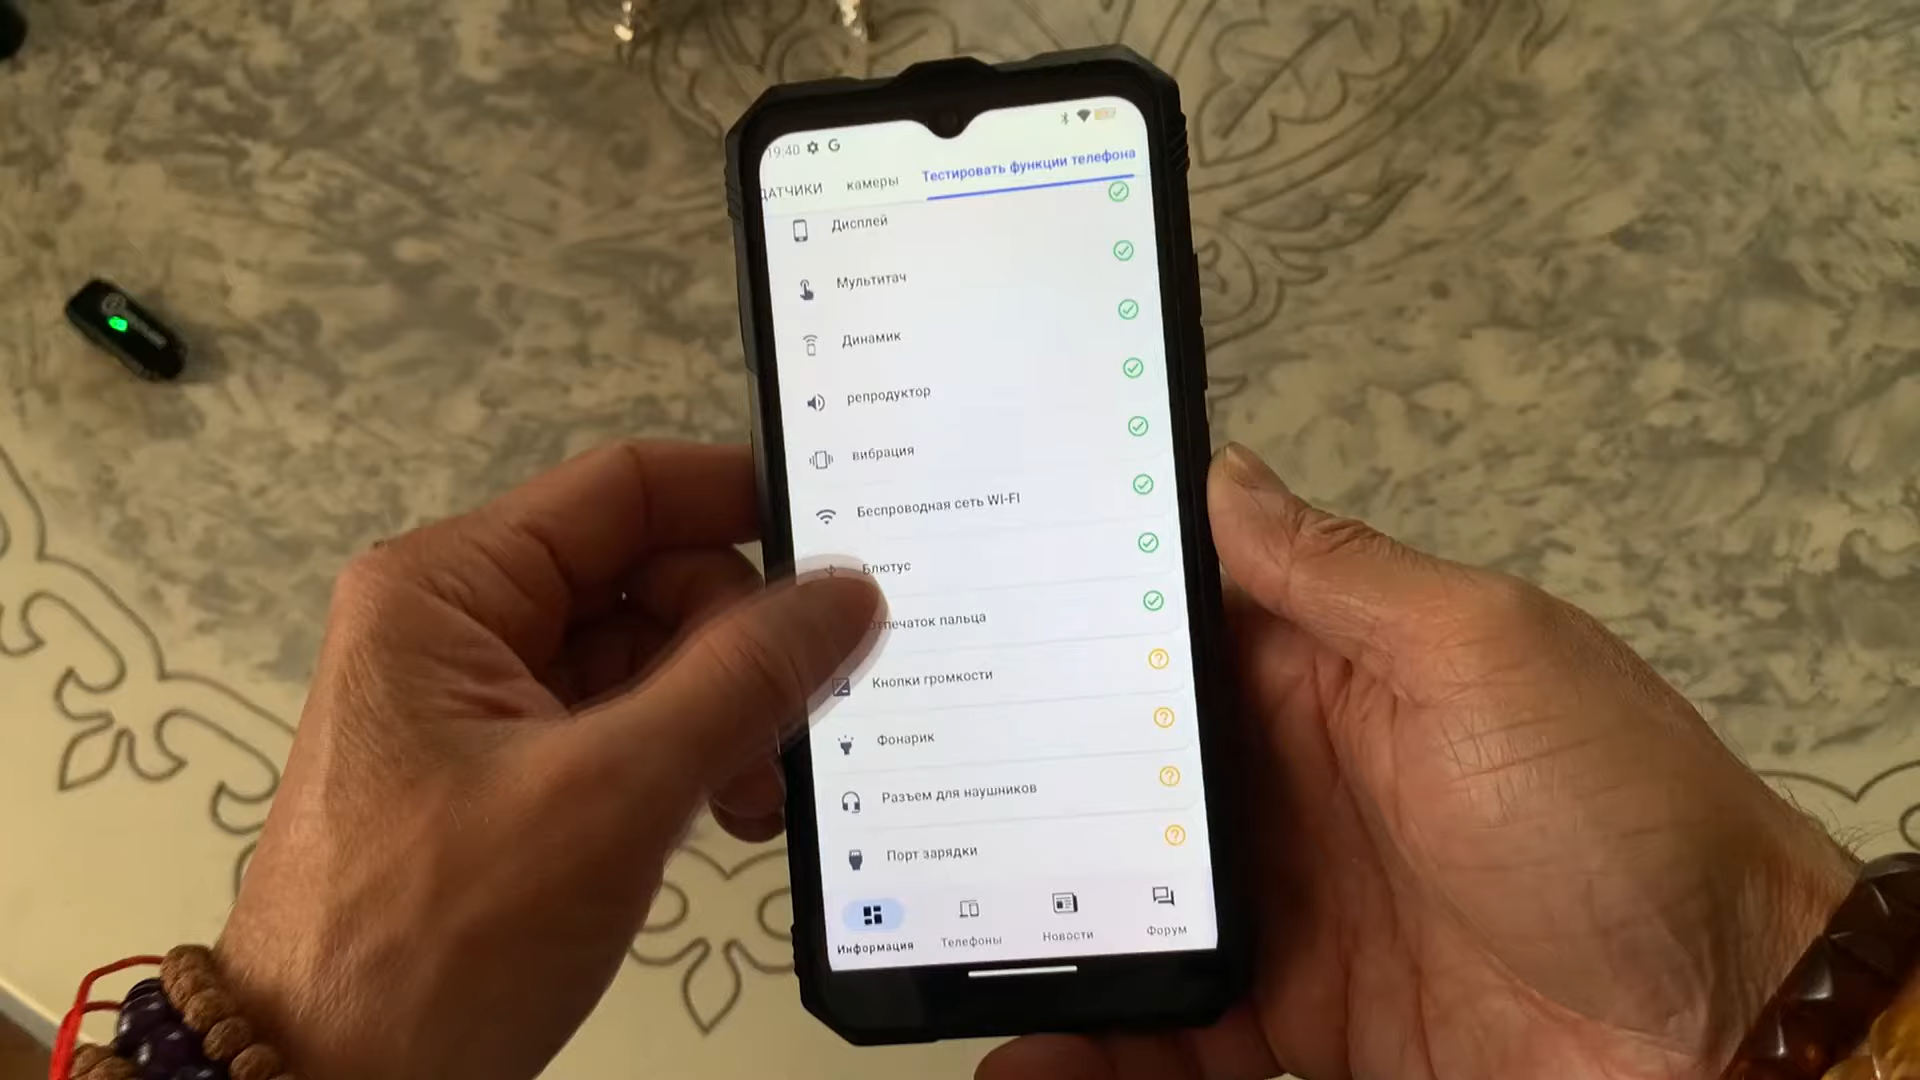 19:40
ДАТЧИКИ камеры Тестировать функции телефона
Дисплей
Мультитач
Динамик
репродуктор
вибрация
Беспроводная сеть WI-FI
Блютус
Отпечаток пальца
Кнопки громкости
Фонарик
Разъем для наушников
Порт зарядки
Информация Телефоны Новости Форум